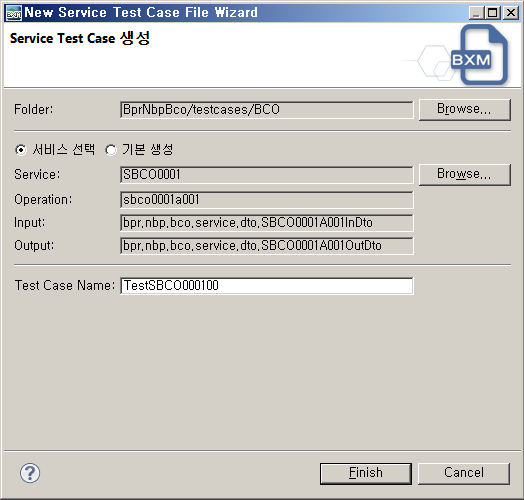 BXM New Service Test Case File Wizard
Service Test Case 생성
BXM
Folder: BprNbpBco/testcases/BCO Browse...
서비스 선택 기본 생성
Service: SBCO0001 Browse...
Operation: sbco0001a001
Input: bpr.nbp.bco.service.dto.SBCO0001A001InDto
Output: bpr.nbp.bco.service.dto.SBCO0001A001OutDto
Test Case Name: TestSBCO000100
? Finish Cancel